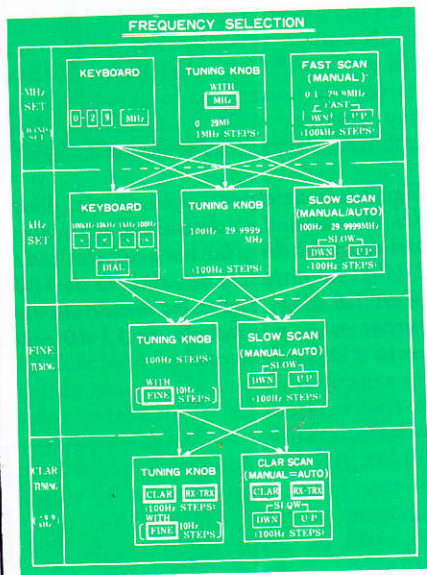 FREQUENCY SELECTION
MHz
SET
KEYBOARD
0 - 2 9 MHz
TUNING KNOB
WITH
MHz
0 29M
1MHz STEPS)
FAST SCAN
(MANUAL)
0.1 29.9MHz
FAST
DWN UP
(100kHz STEPS)
kHz
SET
KEYBOARD
100kHz 10kHz 1kHz 100Hz
DIAL
TUNING KNOB
100Hz 29.9999
MHz
(100Hz STEPS)
SLOW SCAN
(MANUAL/AUTO)
100Hz 29.9999MHz
SLOW
DWN UP
(100Hz STEPS)
FINE
TUNING
TUNING KNOB
100Hz STEPS)
WITH
[FINE 10Hz STEPS]
SLOW SCAN
(MANUAL/AUTO)
SLOW
DWN UP
(100Hz STEPS)
CLAR
TUNING
TUNING KNOB
CLAR RX-TRX
(100Hz STEPS)
WITH
[FINE 10Hz STEPS]
CLAR SCAN
(MANUAL=AUTO)
CLAR RX-TRX
SLOW
DWN UP
(100Hz STEPS)